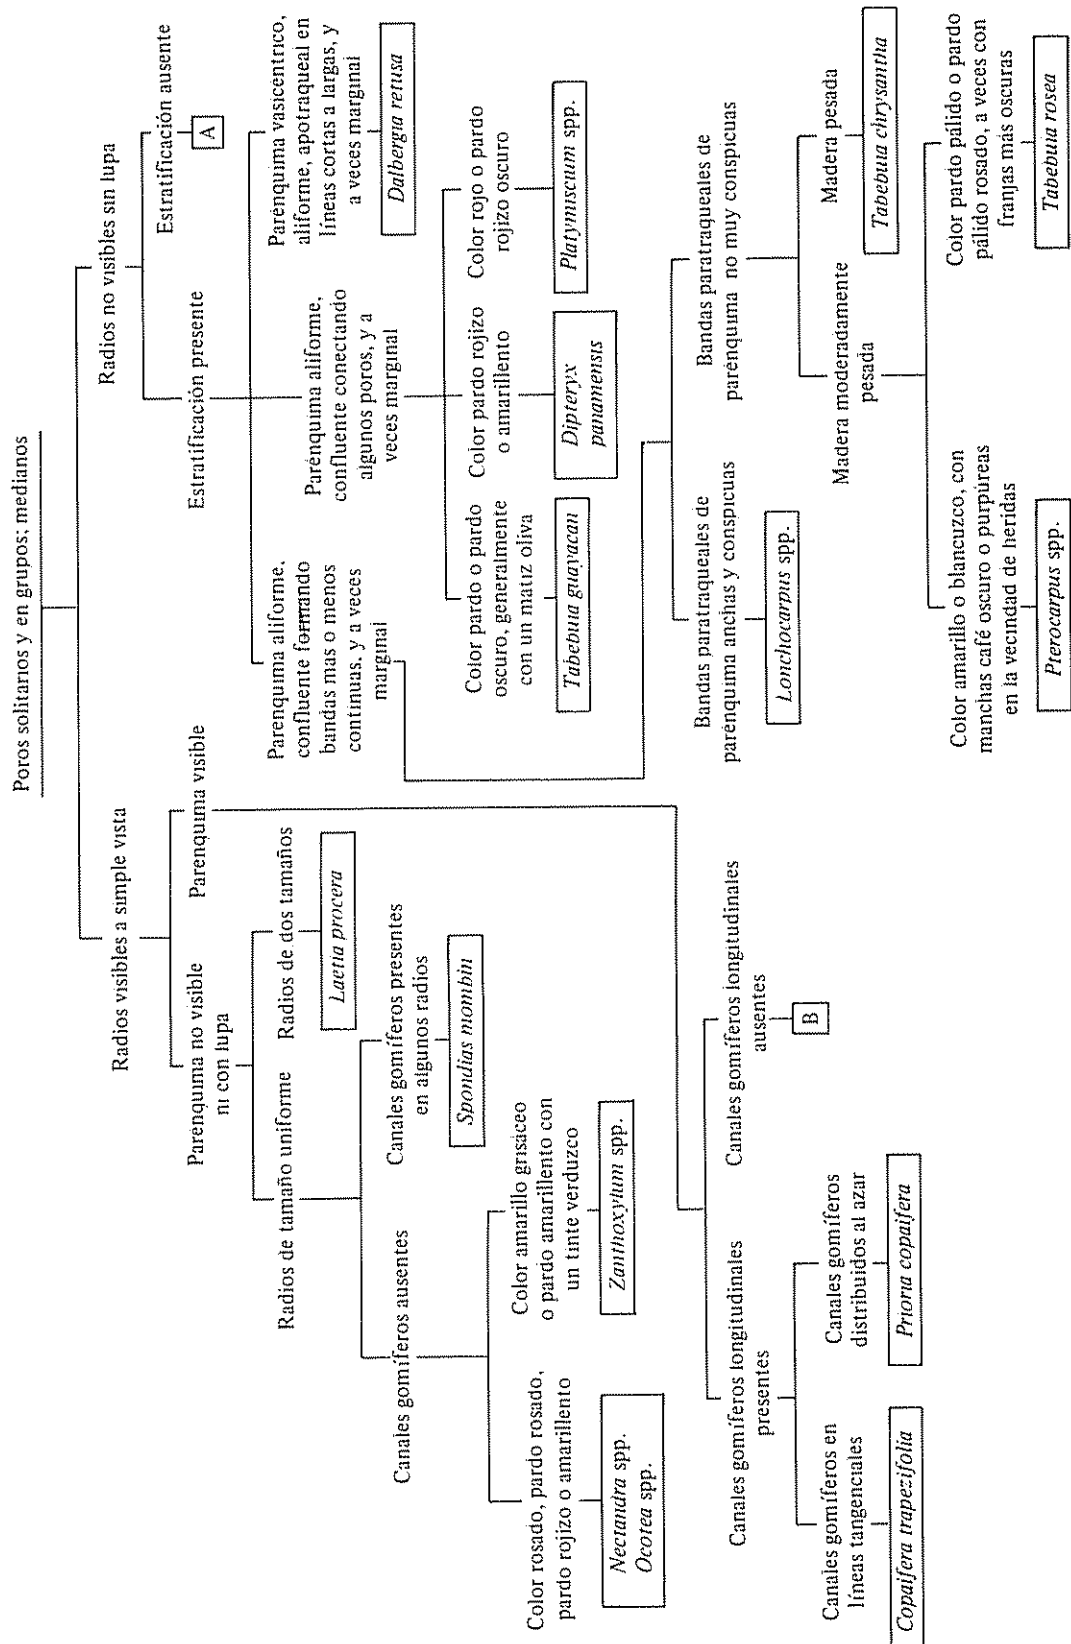 Poros solitarios y en grupos; medianos
Radios visibles a simple vista
Radios no visibles sin lupa
Parénquima no visible
ni con lupa
Parenquima visible
Estratificación presente
Estratificación ausente
A
Radios de tamaño uniforme
Radios de dos tamaños
Laetia procera
Canales gomíferos ausentes
Canales gomíferos presentes
en algunos radios
Spondias mombin
Color rosado, pardo rosado,
pardo rojizo o amarillento
Nectandra spp.
Ocotea spp.
Color amarillo grisáceo
o pardo amarillento con
un tinte verduzco
Zanthoxylum spp.
Canales gomíferos longitudinales
presentes
Canales gomíferos longitudinales
ausentes
B
Canales gomíferos en
líneas tangenciales
Copaifera trapezifolia
Canales gomíferos
distribuidos al azar
Prioria copaifera
Parénquima aliforme,
confluente formando
bandas mas o menos
continuas, y a veces
marginal
Parénquima aliforme,
confluente conectando
algunos poros, y a
veces marginal
Parénquima vasicéntrico,
aliforme, apotraqueal en
líneas cortas a largas, y
a veces marginal
Dalbergia retusa
Color pardo o pardo
oscuro, generalmente
con un matiz oliva
Tabebuia guayacan
Color pardo rojizo
o amarillento
Dipteryx
panamensis
Color rojo o pardo
rojizo oscuro
Platymiscium spp.
Bandas paratraqueales de
parénquima anchas y conspicuas
Lonchocarpus spp.
Bandas paratraqueales de
parénquima no muy conspicuas
Madera moderadamente
pesada
Madera pesada
Tabebuia chrysantha
Color amarillo o blancuzco, con
manchas café oscuro o purpúreas
en la vecindad de heridas
Pterocarpus spp.
Color pardo pálido o pardo
pálido rosado, a veces con
franjas más oscuras
Tabebuia rosea